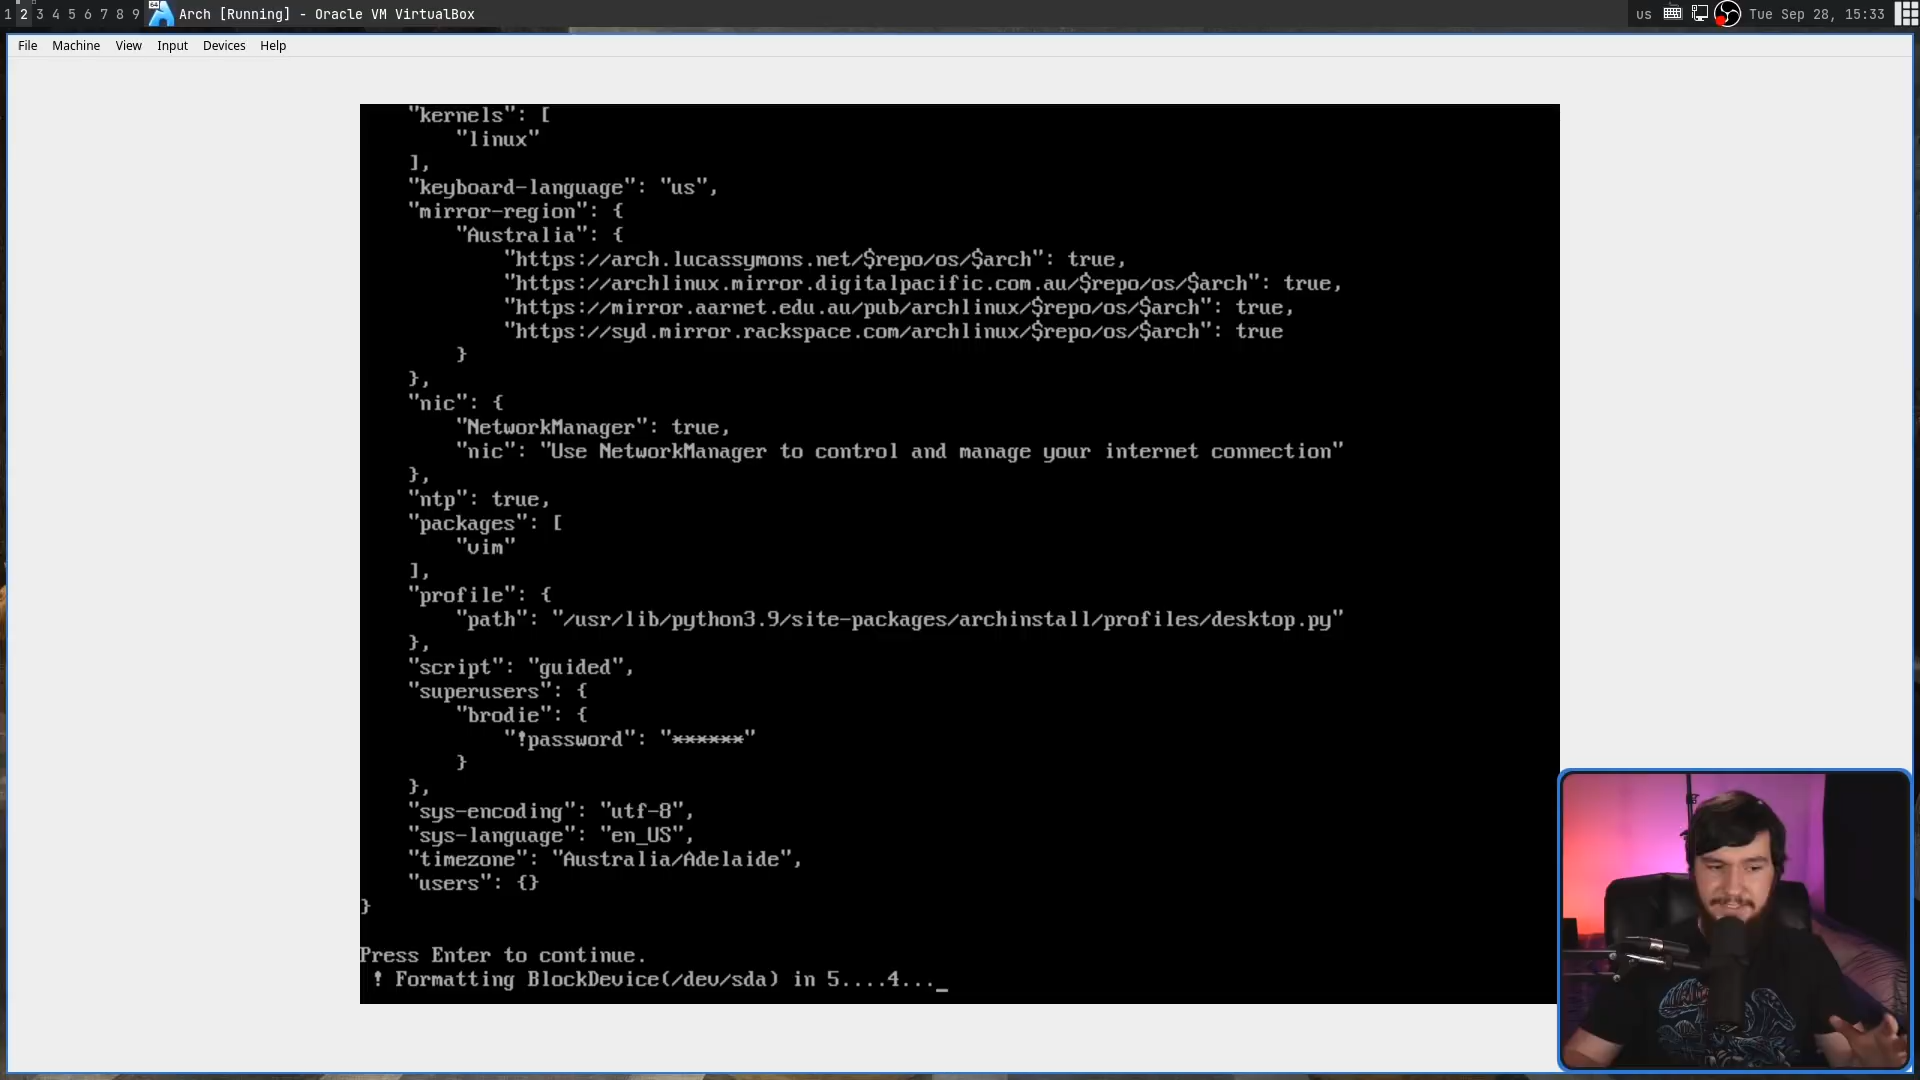 1 2 3 4 5 6 7 8 9 Arch [Running] - Oracle VM VirtualBox us Tue Sep 28, 15:33
File Machine View Input Devices Help
"kernels": [
"linux"
],
"keyboard-language": "us",
"mirror-region": {
"Australia": {
"https://arch.lucassymons.net/$repo/os/$arch": true,
"https://archlinux.mirror.digitalpacific.com.au/$repo/os/$arch": true,
"https://mirror.aarnet.edu.au/pub/archlinux/$repo/os/$arch": true,
"https://syd.mirror.rackspace.com/archlinux/$repo/os/$arch": true
}
},
"nic": {
"NetworkManager": true,
"nic": "Use NetworkManager to control and manage your internet connection"
},
"ntp": true,
"packages": [
"vim"
],
"profile": {
"path": "/usr/lib/python3.9/site-packages/archinstall/profiles/desktop.py"
},
"script": "guided",
"superusers": {
"brodie": {
"!password": "******"
}
},
"sys-encoding": "utf-8",
"sys-language": "en_US",
"timezone": "Australia/Adelaide",
"users": {}
}
Press Enter to continue.
! Formatting BlockDevice(/dev/sda) in 5....4..._